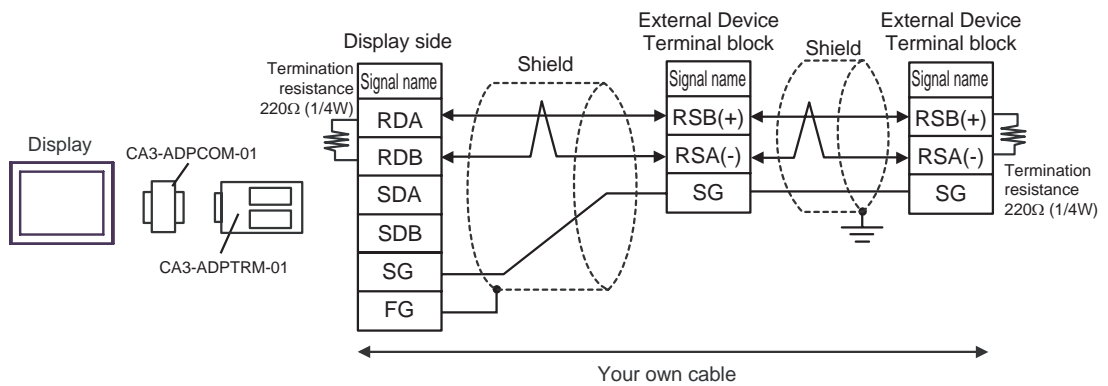 Display
CA3-ADPCOM-01
CA3-ADPTRM-01
Display side
Termination
resistance
220Ω (1/4W)
Signal name
RDA
RDB
SDA
SDB
SG
FG
Shield
External Device
Terminal block
Signal name
RSB(+)
RSA(-)
SG
Shield
External Device
Terminal block
Signal name
RSB(+)
RSA(-)
SG
Termination
resistance
220Ω (1/4W)
Your own cable